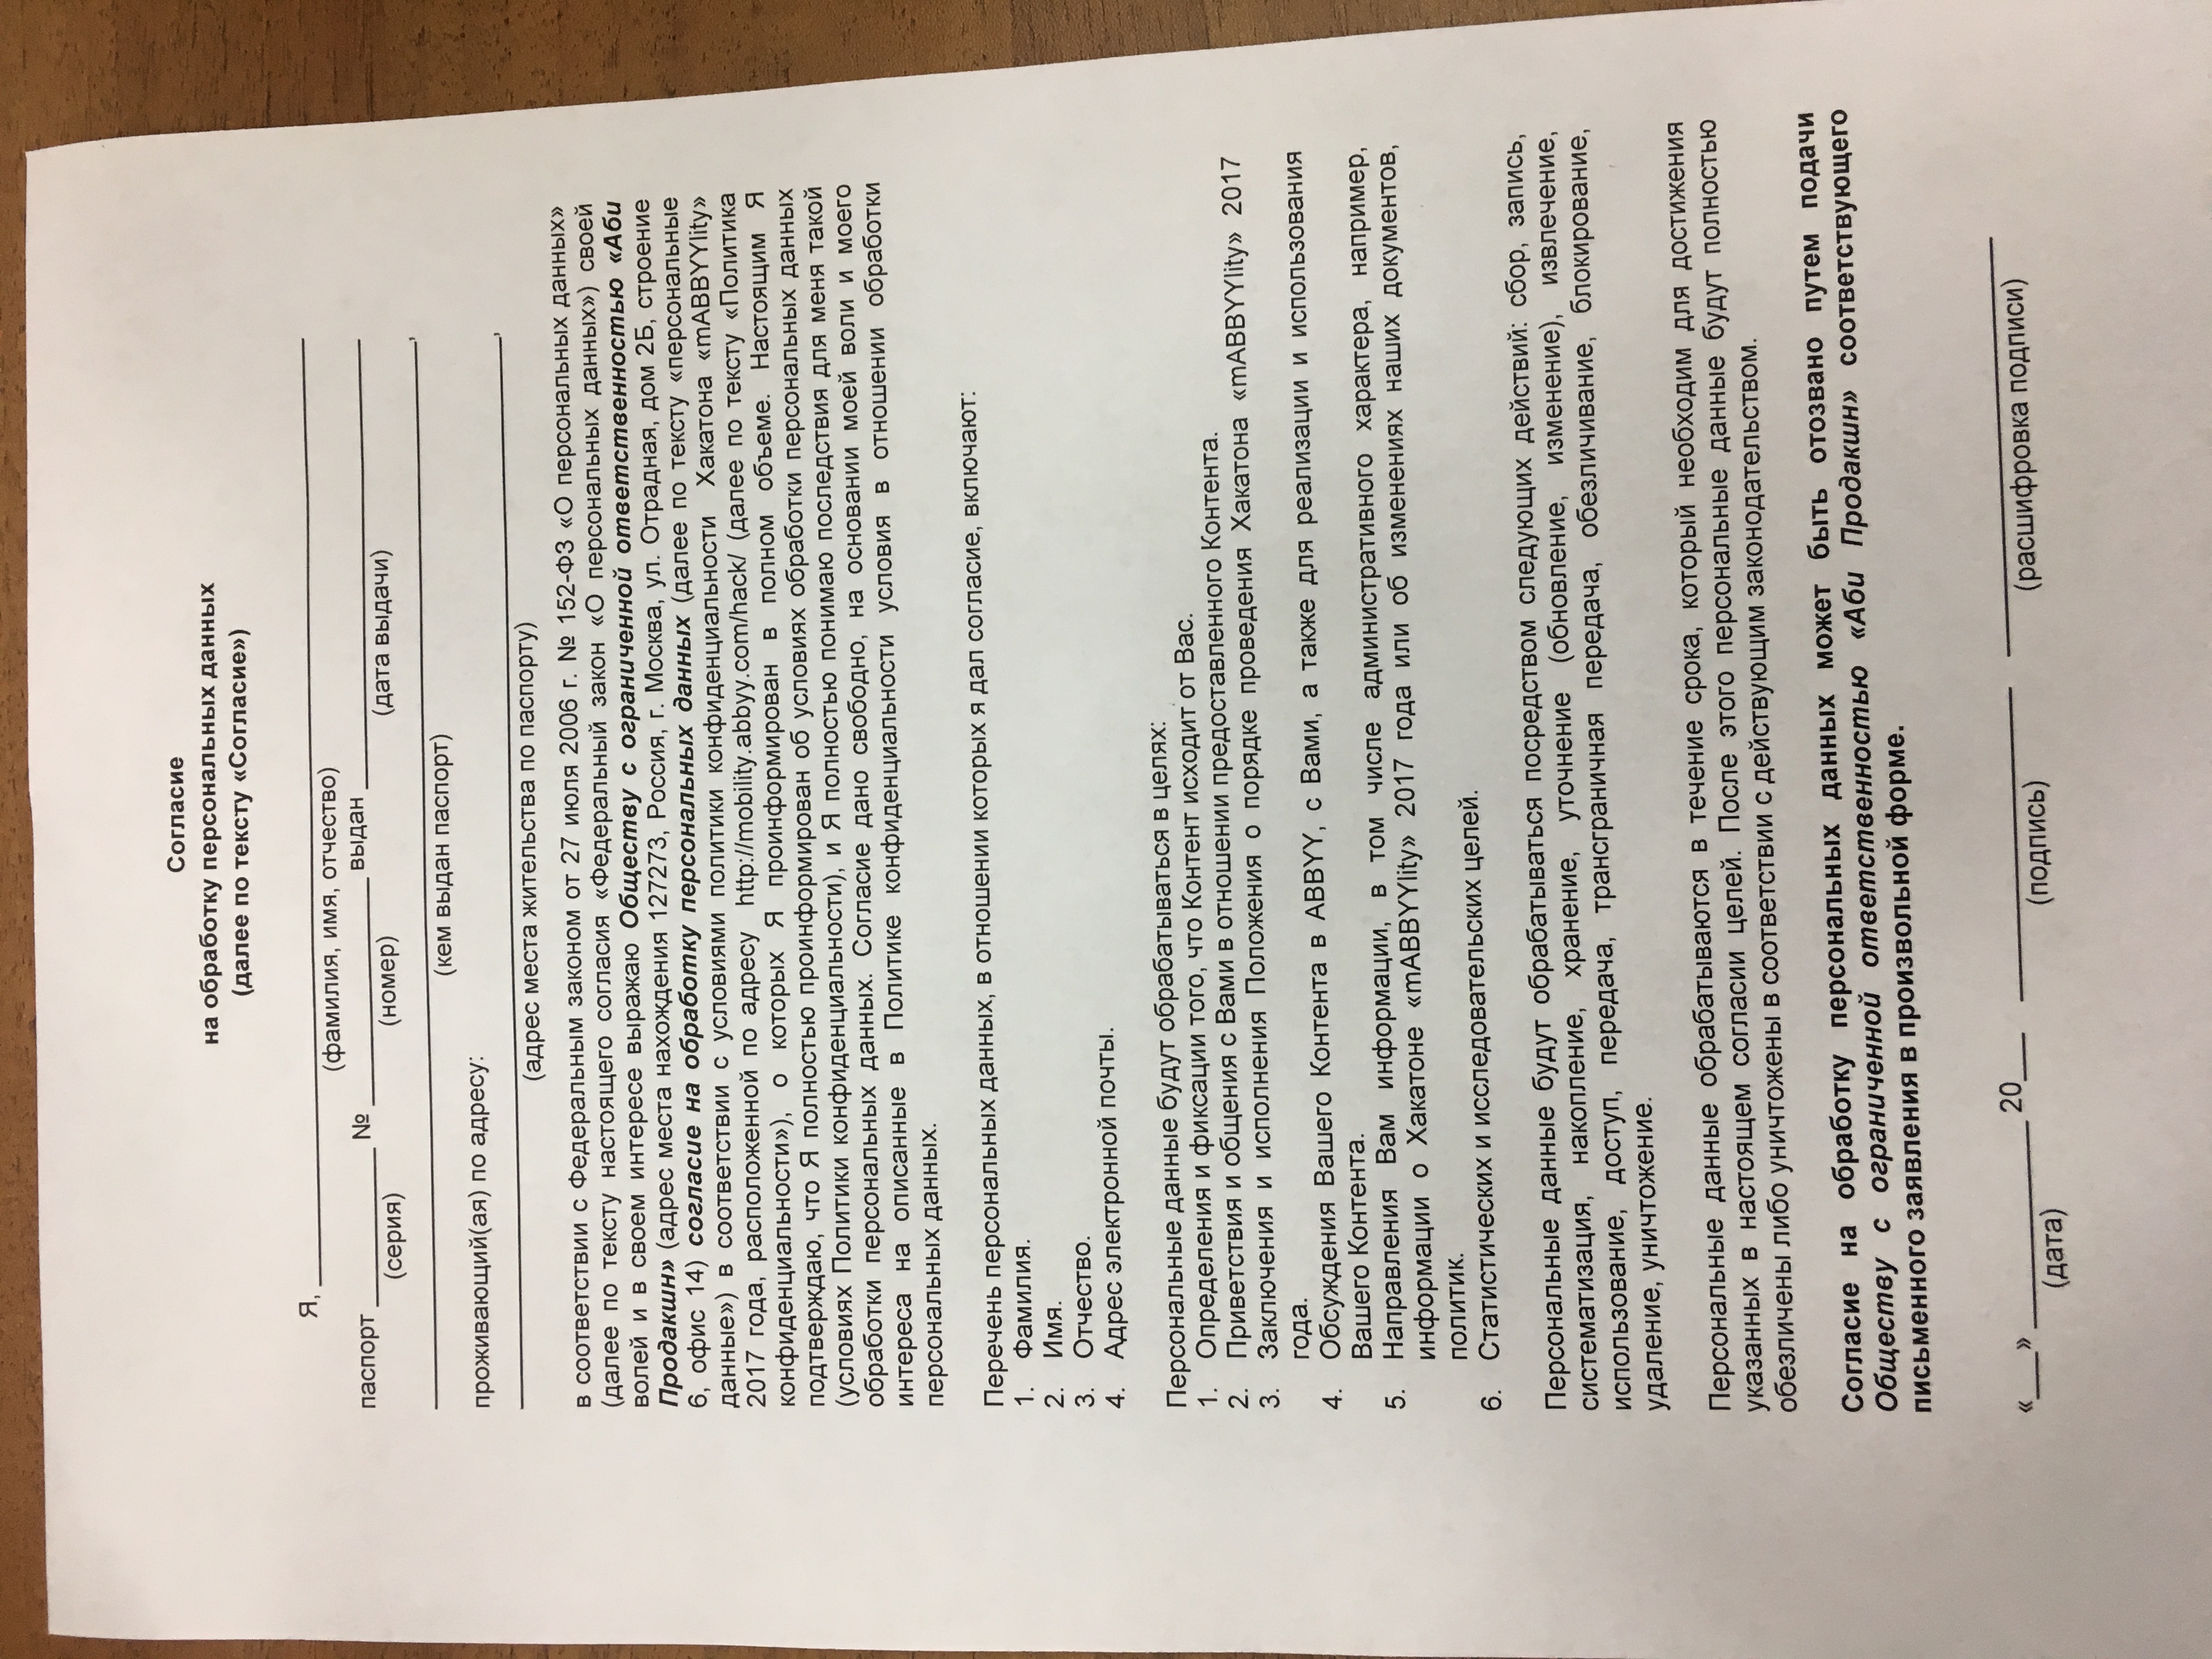 Согласие
на обработку персональных данных
(далее по тексту «Согласие»)
Я, ____________________
(фамилия, имя, отчество)
паспорт __________ № __________ выдан __________
(серия) (номер) (дата выдачи)
____________________,
(кем выдан паспорт)
проживающий(ая) по адресу:
____________________,
(адрес места жительства по паспорту)
в соответствии с Федеральным законом от 27 июля 2006 г. № 152-ФЗ «О персональных данных»
(далее по тексту настоящего согласия «Федеральный закон «О персональных данных») своей
волей и в своем интересе выражаю Обществу с ограниченной ответственностью «Аби
Продакшн» (адрес места нахождения 127273, Россия, г. Москва, ул. Отрадная, дом 2Б, строение
6, офис 14) согласие на обработку персональных данных (далее по тексту «персональные
данные») в соответствии с условиями политики конфиденциальности Хакатона «mABBYYlity»
2017 года, расположенной по адресу http://mobility.abbyy.com/hack/ (далее по тексту «Политика
конфиденциальности»), о которых Я проинформирован в полном объеме. Настоящим Я
подтверждаю, что Я полностью проинформирован об условиях обработки персональных данных
(условиях Политики конфиденциальности), и Я полностью понимаю последствия для меня такой
обработки персональных данных. Согласие дано свободно, на основании моей воли и моего
интереса на описанные в Политике конфиденциальности условия в отношении обработки
персональных данных.
Перечень персональных данных, в отношении которых я дал согласие, включают:
1. Фамилия.
2. Имя.
3. Отчество.
4. Адрес электронной почты.
Персональные данные будут обрабатываться в целях:
1. Определения и фиксации того, что Контент исходит от Вас.
2. Приветствия и общения с Вами в отношении предоставленного Контента.
3. Заключения и исполнения Положения о порядке проведения Хакатона «mABBYYlity» 2017
года.
4. Обсуждения Вашего Контента в ABBYY, с Вами, а также для реализации и использования
Вашего Контента.
5. Направления Вам информации, в том числе административного характера, например,
информации о Хакатоне «mABBYYlity» 2017 года или об изменениях наших документов,
политик.
6. Статистических и исследовательских целей.
Персональные данные будут обрабатываться посредством следующих действий: сбор, запись,
систематизация, накопление, хранение, уточнение (обновление, изменение), извлечение,
использование, доступ, передача, трансграничная передача, обезличивание, блокирование,
удаление, уничтожение.
Персональные данные обрабатываются в течение срока, который необходим для достижения
указанных в настоящем согласии целей. После этого персональные данные будут полностью
обезличены либо уничтожены в соответствии с действующим законодательством.
Согласие на обработку персональных данных может быть отозвано путем подачи
Обществу с ограниченной ответственностью «Аби Продакшн» соответствующего
письменного заявления в произвольной форме.
«___» __________ 20___ __________ __________
(дата) (подпись) (расшифровка подписи)